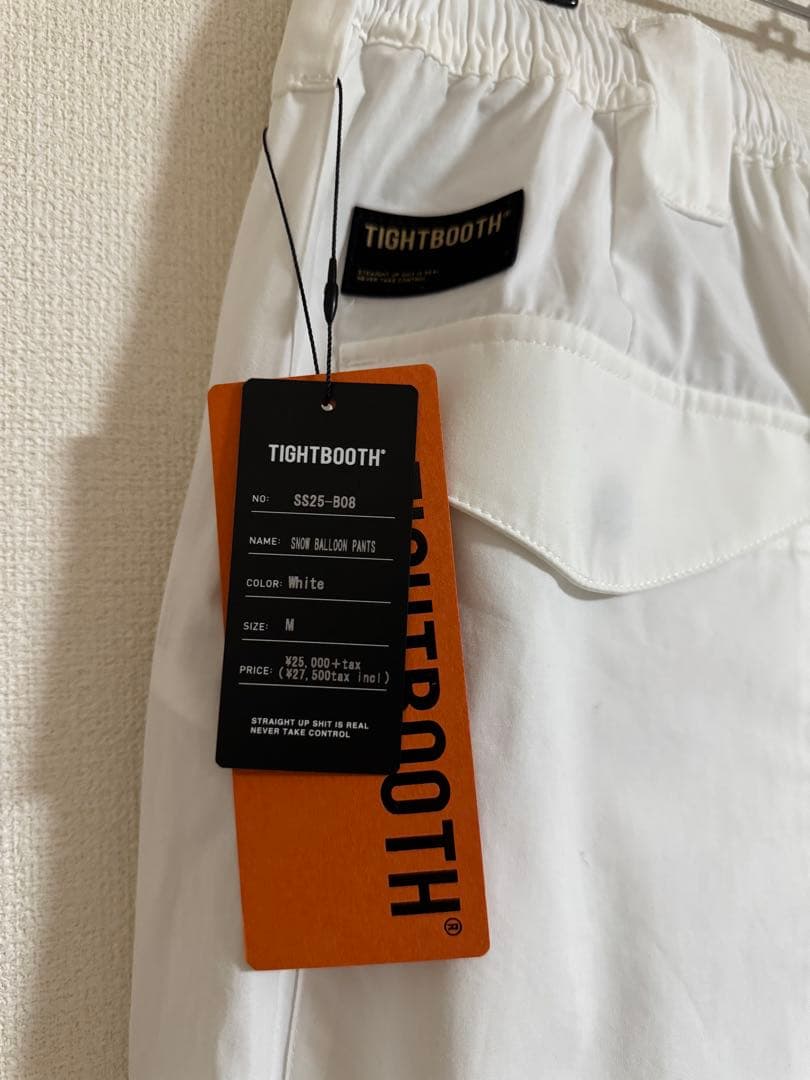 TIGHTBOOTH®
STRAIGHT UP SHIT IS REAL
NEVER TAKE CONTROL
TIGHTBOOTH®
NO: SS25-B08
NAME: SNOW BALLOON PANTS
COLOR: White
SIZE: M
PRICE: ¥25,000+tax
(¥27,500tax incl)
STRAIGHT UP SHIT IS REAL
NEVER TAKE CONTROL
TIGHTBOOTH®